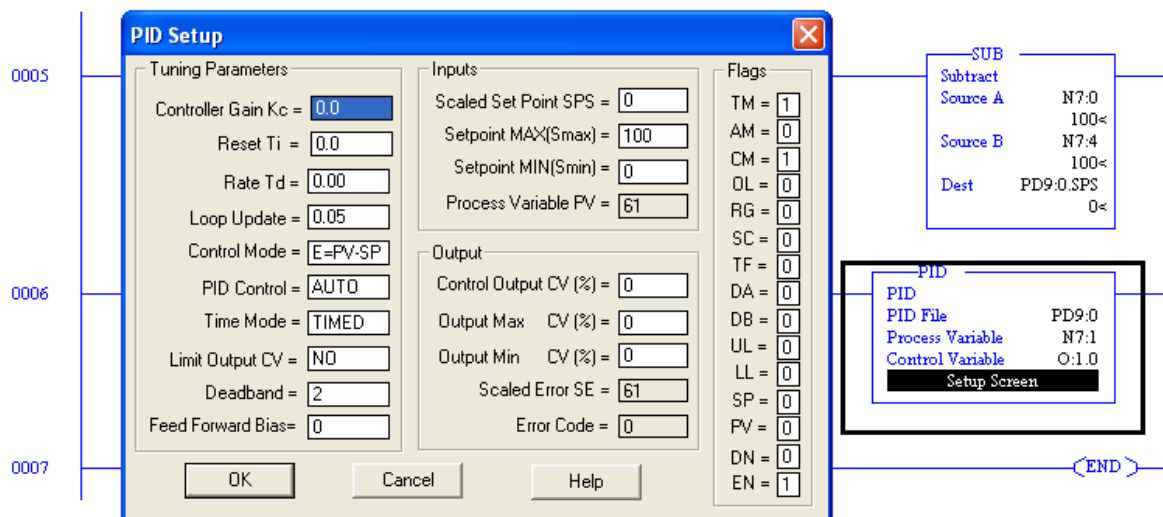 PID Setup
Tuning Parameters
Controller Gain Kc = 0.0
Reset Ti = 0.0
Rate Td = 0.00
Loop Update = 0.05
Control Mode = E=PV-SP
PID Control = AUTO
Time Mode = TIMED
Limit Output CV = NO
Deadband = 2
Feed Forward Bias= 0
Inputs
Scaled Set Point SPS = 0
Setpoint MAX(Smax) = 100
Setpoint MIN(Smin) = 0
Process Variable PV = 61
Output
Control Output CV (%) = 0
Output Max CV (%) = 0
Output Min CV (%) = 0
Scaled Error SE = 61
Error Code = 0
Flags
TM = 1
AM = 0
CM = 1
OL = 0
RG = 0
SC = 0
TF = 0
DA = 0
DB = 0
UL = 0
LL = 0
SP = 0
PV = 0
DN = 0
EN = 1
OK
Cancel
Help
0005
SUB
Subtract
Source A N7:0
100<
Source B N7:4
100<
Dest PD9:0.SPS
0<
0006
PID
PID
PID File PD9:0
Process Variable N7:1
Control Variable O:1.0
Setup Screen
0007
END